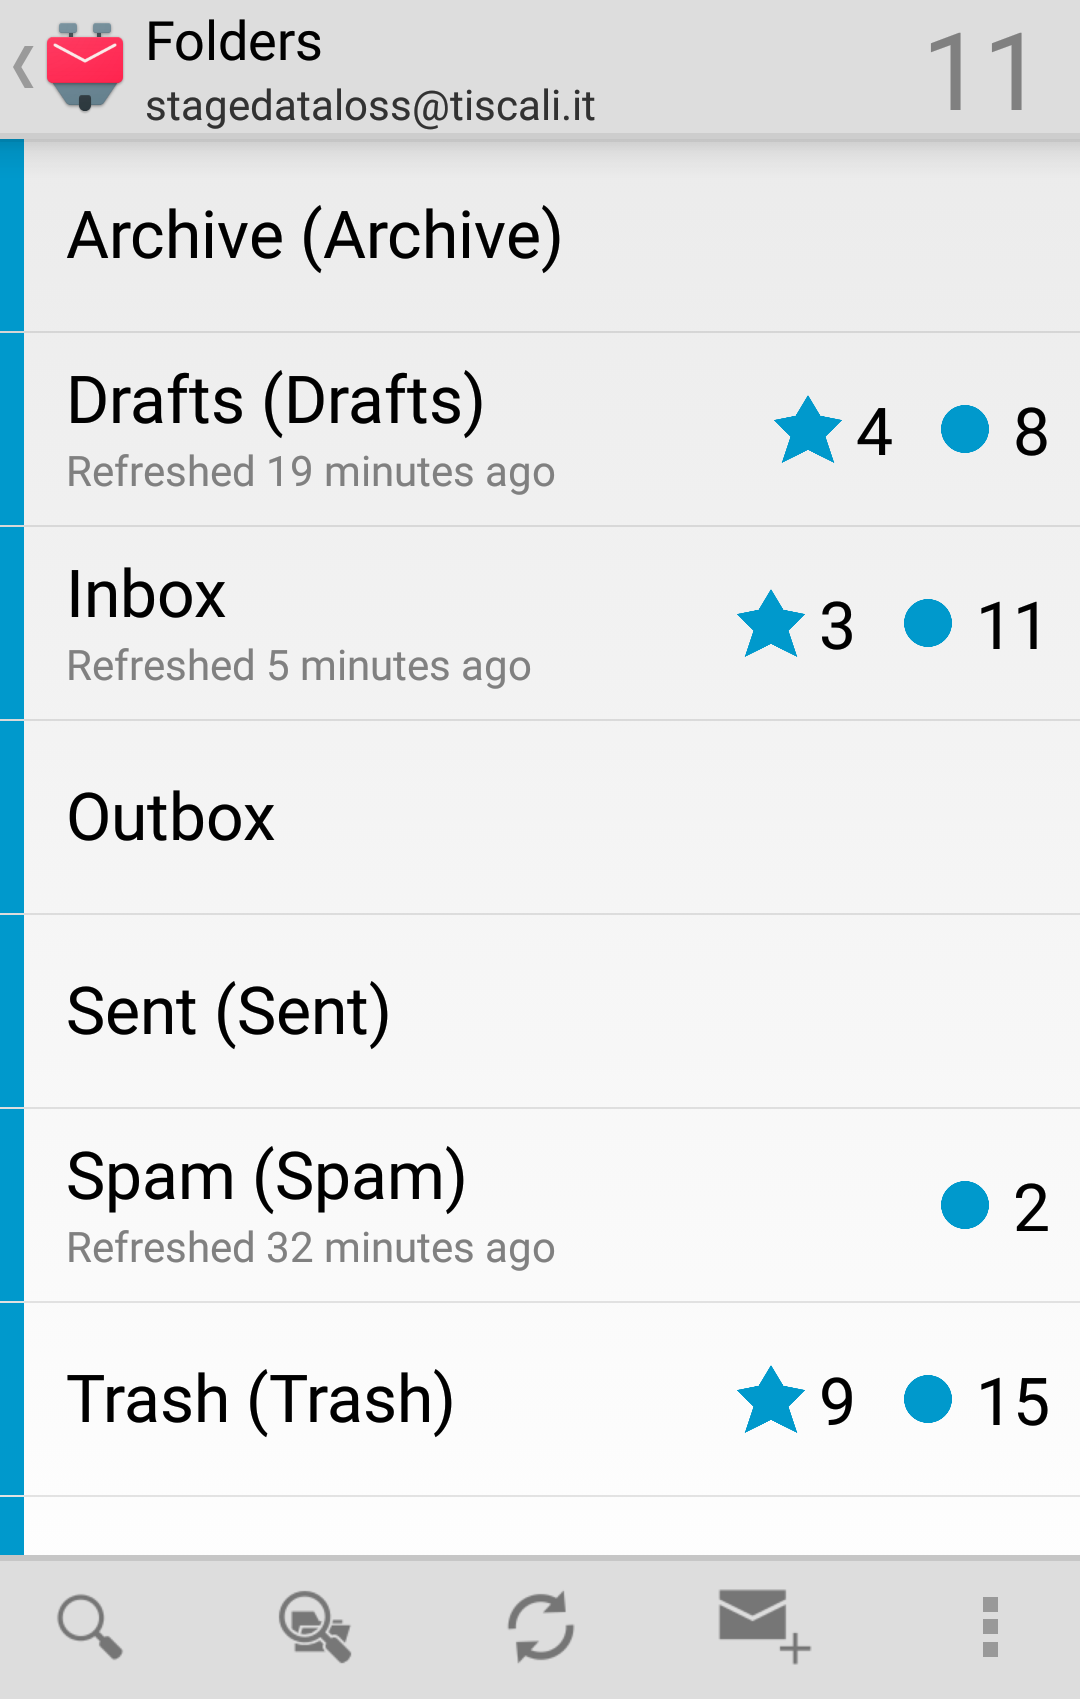 Folders
stagedataloss@tiscali.it
11
Archive (Archive)
Drafts (Drafts)
Refreshed 19 minutes ago
4
8
Inbox
Refreshed 5 minutes ago
3
11
Outbox
Sent (Sent)
Spam (Spam)
Refreshed 32 minutes ago
2
Trash (Trash)
9
15